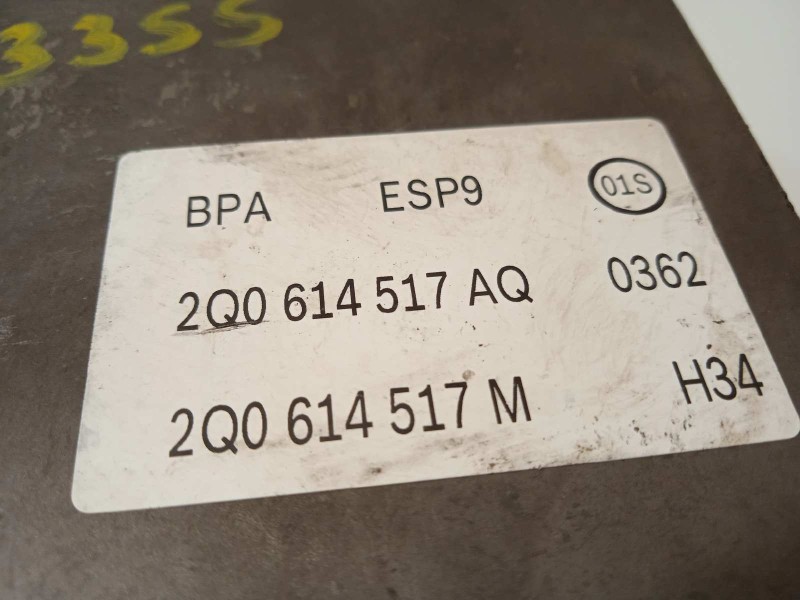 3355
BPA ESP9 01S
2Q0 614 517 AQ 0362
2Q0 614 517 M H34